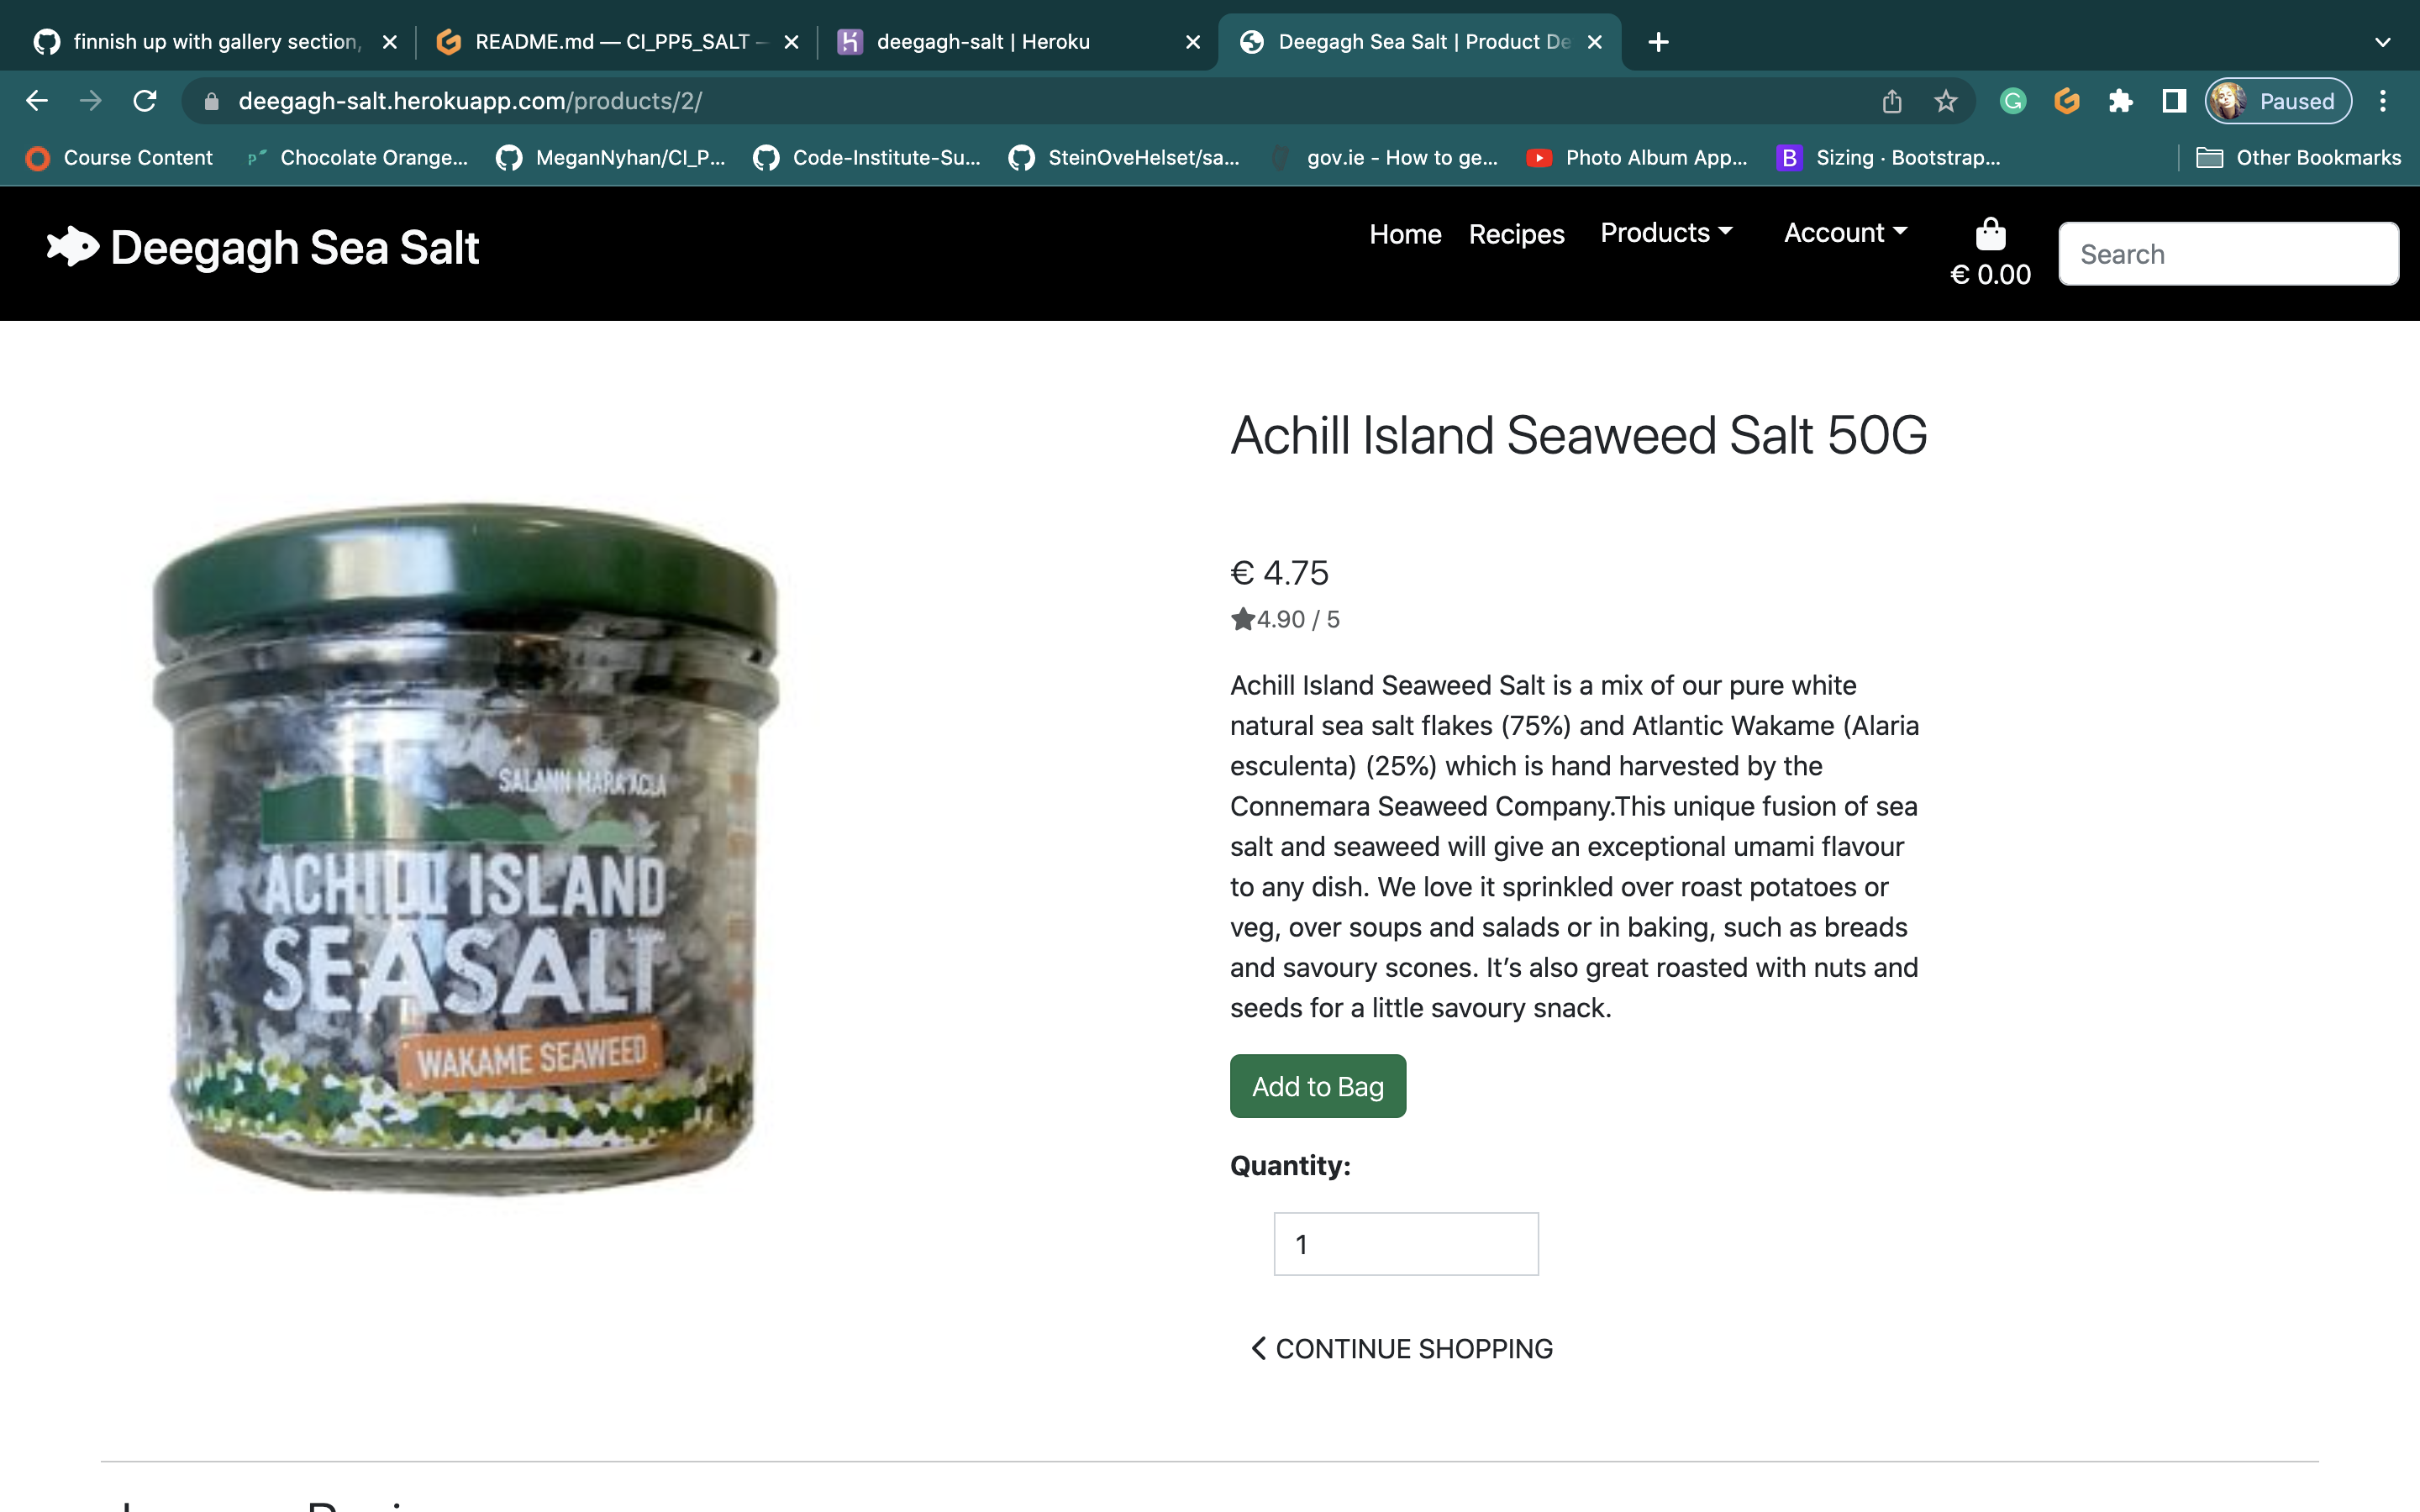 finnish up with gallery section,
README.md — CI_PP5_SALT —
deegagh-salt | Heroku
Deegagh Sea Salt | Product De
deegagh-salt.herokuapp.com/products/2/
Paused
Course Content
Chocolate Orange...
MeganNyhan/CI_P...
Code-Institute-Su...
SteinOveHelset/sa...
gov.ie - How to ge...
Photo Album App...
B
Sizing · Bootstrap...
Other Bookmarks
Deegagh Sea Salt
Home
Recipes
Products
Account
€ 0.00
Search
Achill Island Seaweed Salt 50G
€ 4.75
4.90 / 5
Achill Island Seaweed Salt is a mix of our pure white
natural sea salt flakes (75%) and Atlantic Wakame (Alaria
esculenta) (25%) which is hand harvested by the
Connemara Seaweed Company.This unique fusion of sea
salt and seaweed will give an exceptional umami flavour
to any dish. We love it sprinkled over roast potatoes or
veg, over soups and salads or in baking, such as breads
and savoury scones. It’s also great roasted with nuts and
seeds for a little savoury snack.
Add to Bag
Quantity:
1
CONTINUE SHOPPING
SALANN MARA ACLA
ACHILL ISLAND
SEA SALT
WAKAME SEAWEED